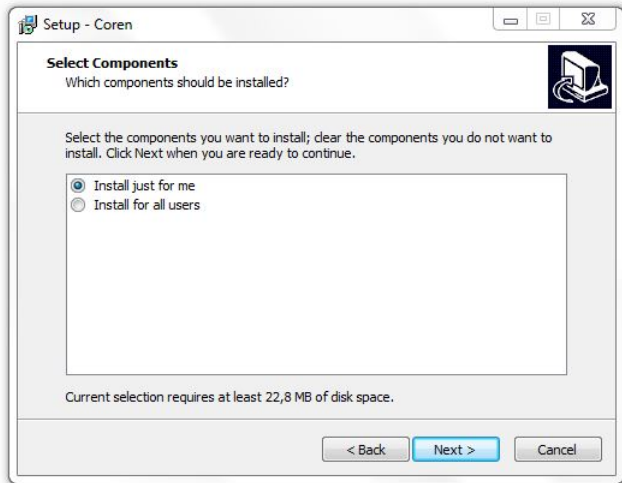 Setup - Coren
Select Components
Which components should be installed?
Select the components you want to install; clear the components you do not want to
install. Click Next when you are ready to continue.
Install just for me
Install for all users
Current selection requires at least 22,8 MB of disk space.
< Back
Next >
Cancel